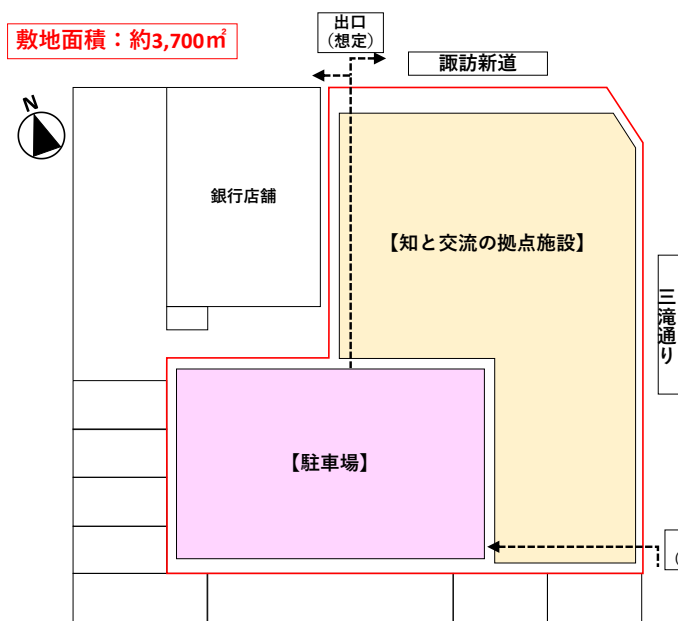 敷地面積：約3,700㎡
出口
（想定）
諏訪新道
N
銀行店舗
【知と交流の拠点施設】
三滝通り
【駐車場】
（